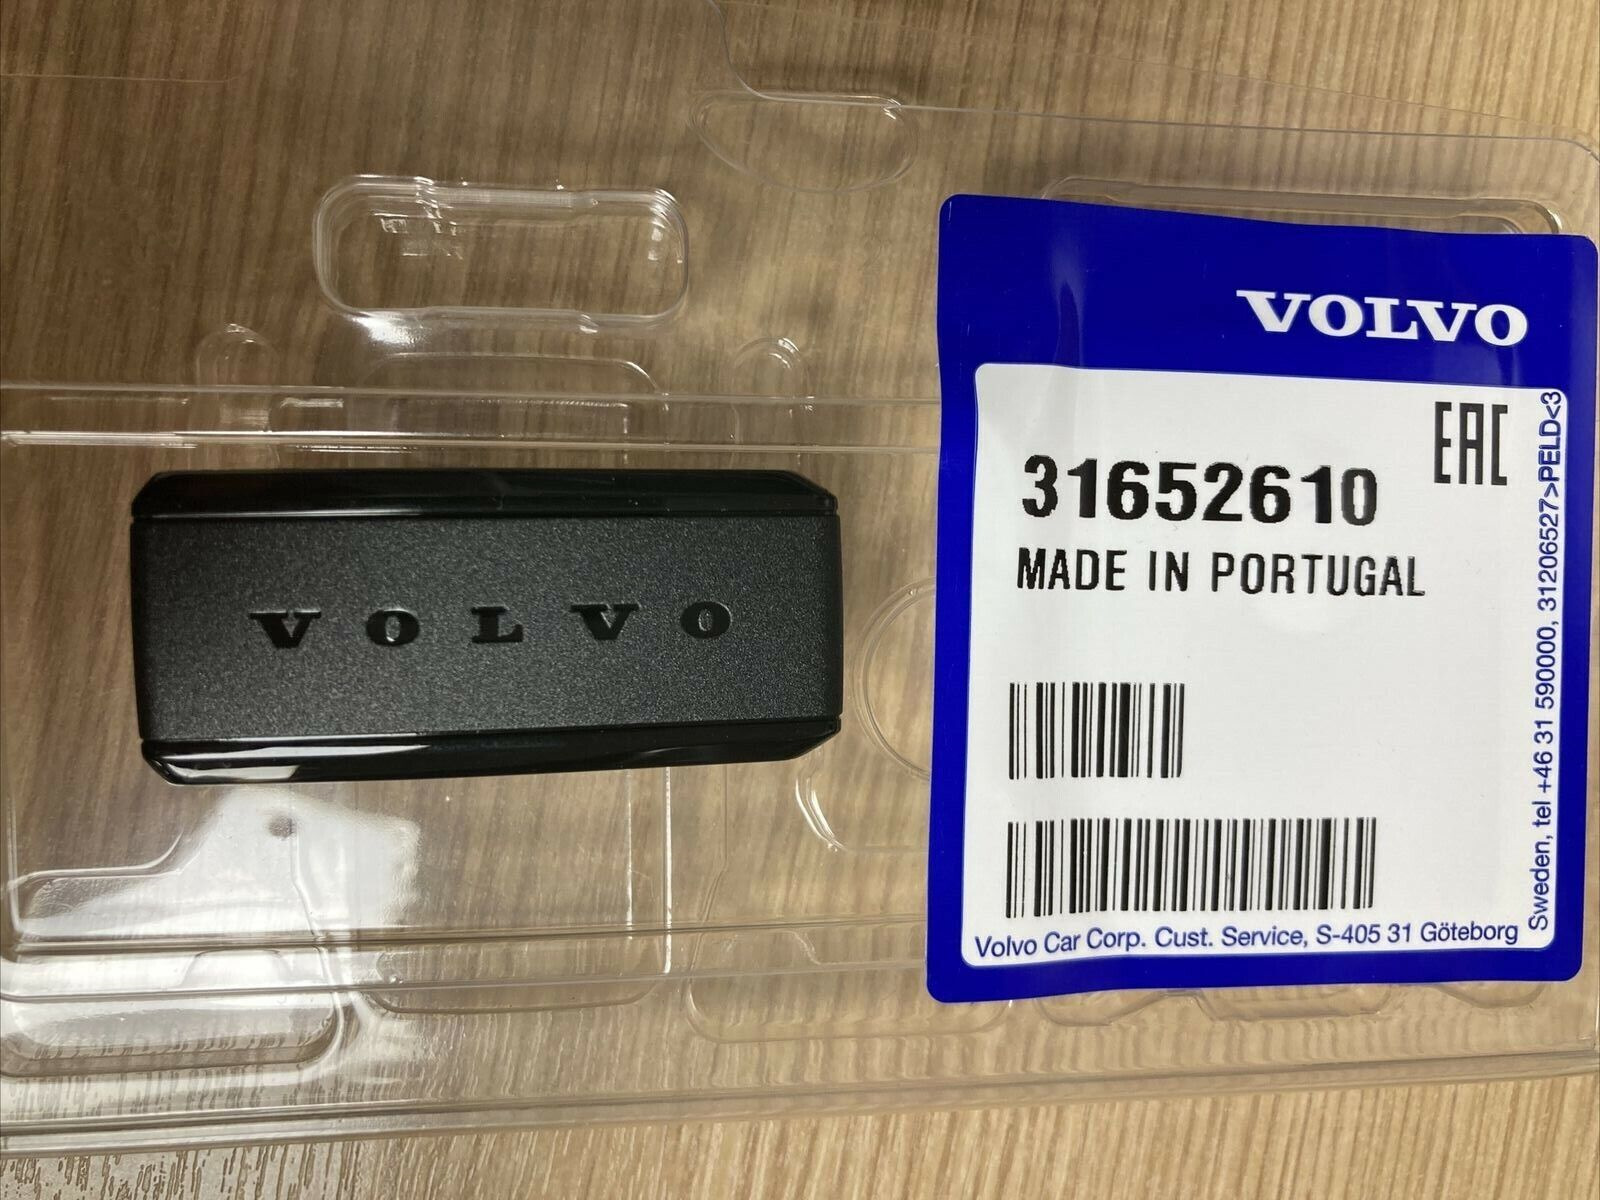 VOLVO
VOLVO
EAC
31652610
MADE IN PORTUGAL
Volvo Car Corp. Cust. Service, S-405 31 Göteborg
Sweden, tel +46 31 590000, 31206527>PELD<3